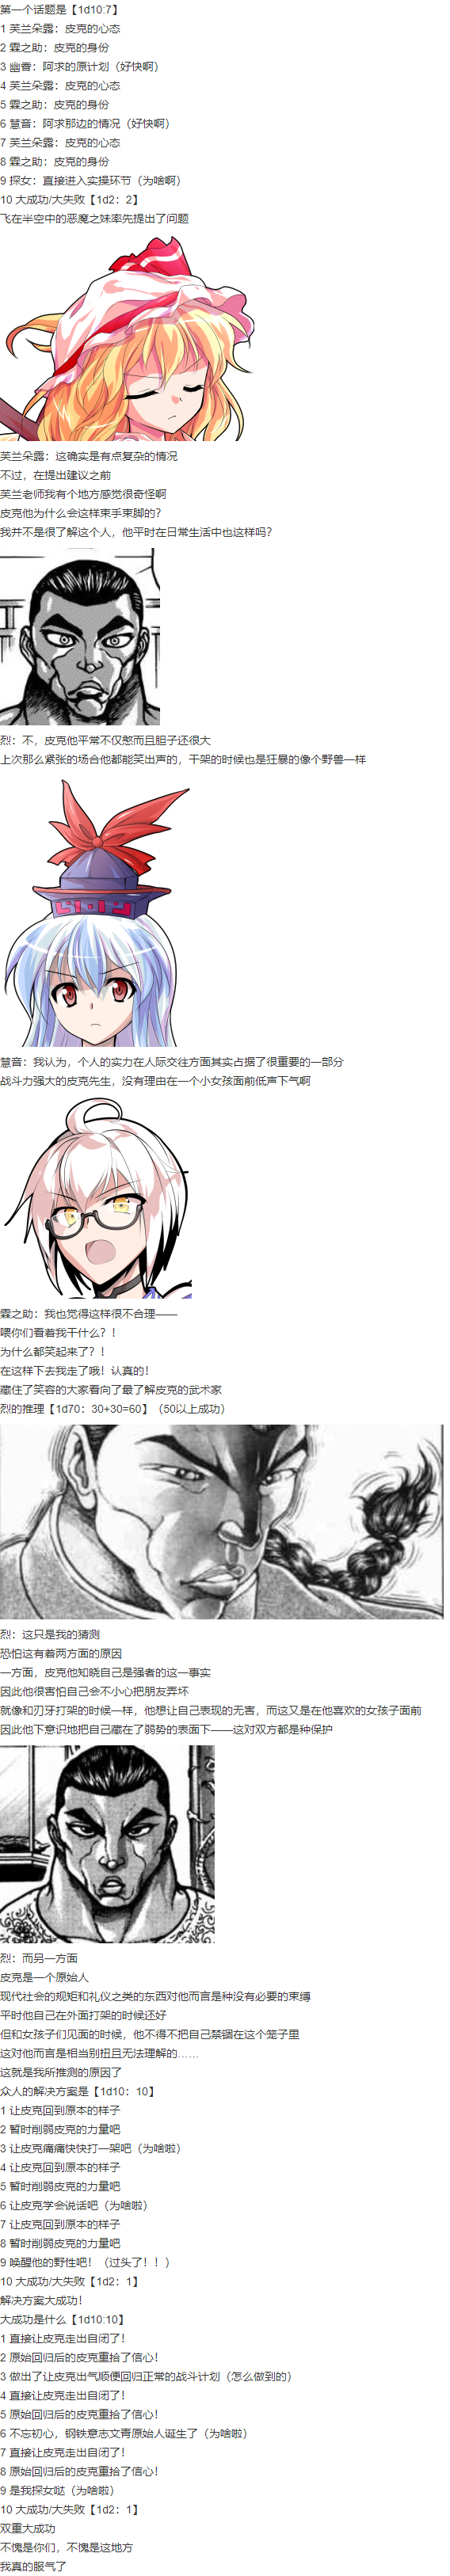 第一个话题是【1d10:7】
1 芙兰朵露：皮克的心态
2 霖之助：皮克的身份
3 幽香：阿求的原计划（好快啊）
4 芙兰朵露：皮克的心态
5 霖之助：皮克的身份
6 慧音：阿求那边的情况（好快啊）
7 芙兰朵露：皮克的心态
8 霖之助：皮克的身份
9 探女：直接进入实操环节（为啥啊）
10 大成功/大失败【1d2：2】
飞在半空中的恶魔之妹率先提出了问题
芙兰朵露：这确实是有点复杂的情况
不过，在提出建议之前
芙兰老师我有个地方感觉很奇怪啊
皮克他为什么会这样束手束脚的？
我并不是很了解这个人，他平时在日常生活中也这样吗？
烈：不，皮克他平常不仅憨而且胆子还很大
上次那么紧张的场合他都能笑出声的，干架的时候也是狂暴的像个野兽一样
慧音：我认为，个人的实力在人际交往方面其实占据了很重要的一部分
战斗力强大的皮克先生，没有理由在一个小女孩面前低声下气啊
霖之助：我也觉得这样很不合理——
喂你们看着我干什么？！
为什么都笑起来了？！
在这样下去我走了哦！认真的！
藏住了笑容的大家看向了最了解皮克的武术家
烈的推理【1d70：30+30=60】（50以上成功）
烈：这只是我的猜测
恐怕这有着两方面的原因
一方面，皮克他知晓自己是强者的这一事实
因此他很害怕自己会不小心把朋友弄坏
就像和刃牙打架的时候一样，他想让自己表现的无害，而这又是在他喜欢的女孩子面前
因此他下意识地把自己藏在了弱势的表面下——这对双方都是种保护
烈：而另一方面
皮克是一个原始人
现代社会的规矩和礼仪之类的东西对他而言是种没有必要的束缚
平时他自己在外面打架的时候还好
但和女孩子们见面的时候，他不得不把自己禁锢在这个笼子里
这对他而言是相当别扭且无法理解的……
这就是我所推测的原因了
众人的解决方案是【1d10：10】
1 让皮克回到原本的样子
2 暂时削弱皮克的力量吧
3 让皮克痛痛快快打一架吧（为啥啦）
4 让皮克回到原本的样子
5 暂时削弱皮克的力量吧
6 让皮克学会说话吧（为啥啦）
7 让皮克回到原本的样子
8 暂时削弱皮克的力量吧
9 唤醒他的野性吧！（过头了！！）
10 大成功/大失败【1d2：1】
解决方案大成功！
大成功是什么【1d10:10】
1 直接让皮克走出自闭了！
2 原始回归后的皮克重拾了信心！
3 做出了让皮克出气顺便回归正常的战斗计划（怎么做到的）
4 直接让皮克走出自闭了！
5 原始回归后的皮克重拾了信心！
6 不忘初心，钢铁意志文青原始人诞生了（为啥啦）
7 直接让皮克走出自闭了！
8 原始回归后的皮克重拾了信心！
9 是我探女哒（为啥啦）
10 大成功/大失败【1d2：1】
双重大成功
不愧是你们，不愧是这地方
我真的服气了